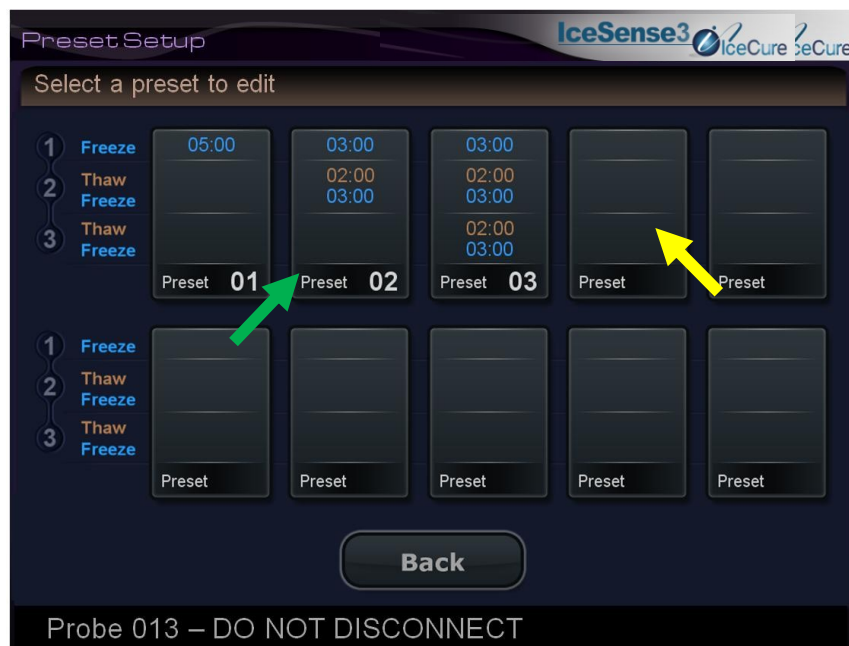 Preset Setup
IceSense3
IceCure
eCure
Select a preset to edit
1 Freeze 05:00 03:00 03:00
Thaw 02:00 02:00
2 Freeze 03:00 03:00
Thaw 02:00
3 Freeze 03:00
Preset 01 Preset 02 Preset 03 Preset Preset
1 Freeze
Thaw
2 Freeze
Thaw
3 Freeze
Preset Preset Preset Preset Preset
Back
Probe 013 – DO NOT DISCONNECT